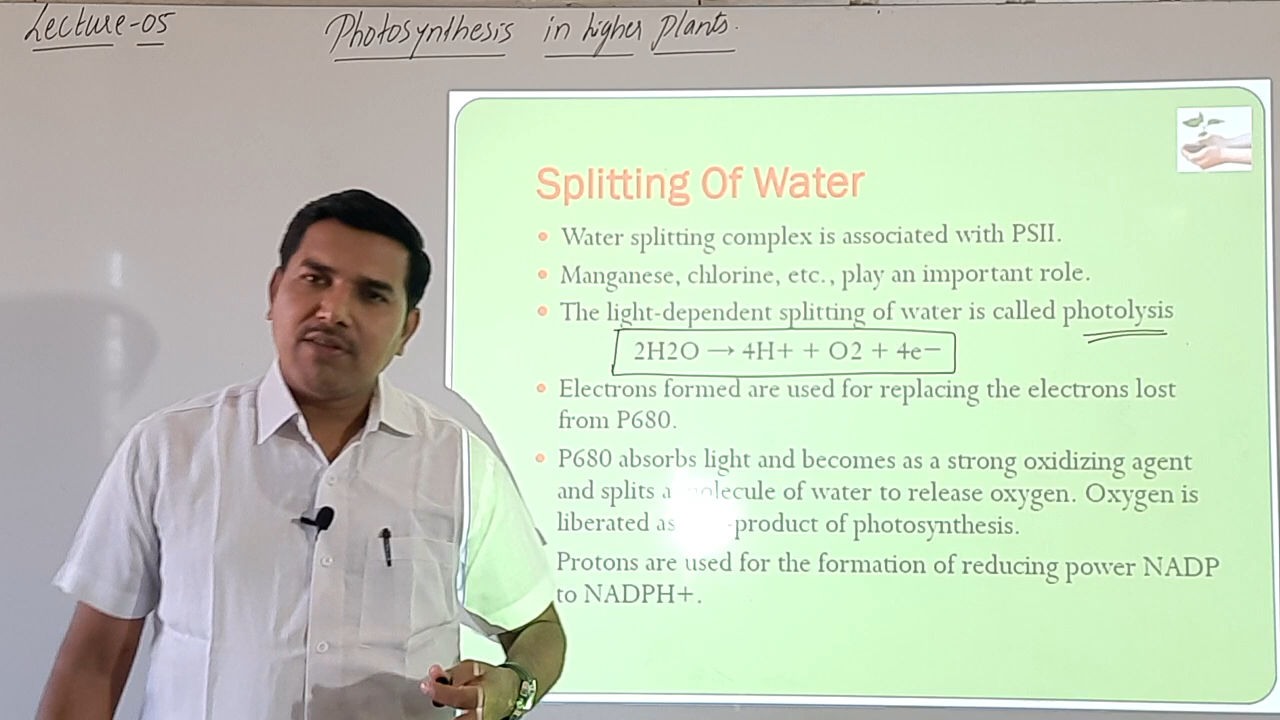 Lecture-05
Photosynthesis in higher Plants.
Splitting Of Water
• Water splitting complex is associated with PSII.
• Manganese, chlorine, etc., play an important role.
• The light-dependent splitting of water is called photolysis
2H2O → 4H+ + O2 + 4e−
• Electrons formed are used for replacing the electrons lost
from P680.
• P680 absorbs light and becomes as a strong oxidizing agent
and splits a molecule of water to release oxygen. Oxygen is
liberated as -product of photosynthesis.
Protons are used for the formation of reducing power NADP
to NADPH+.